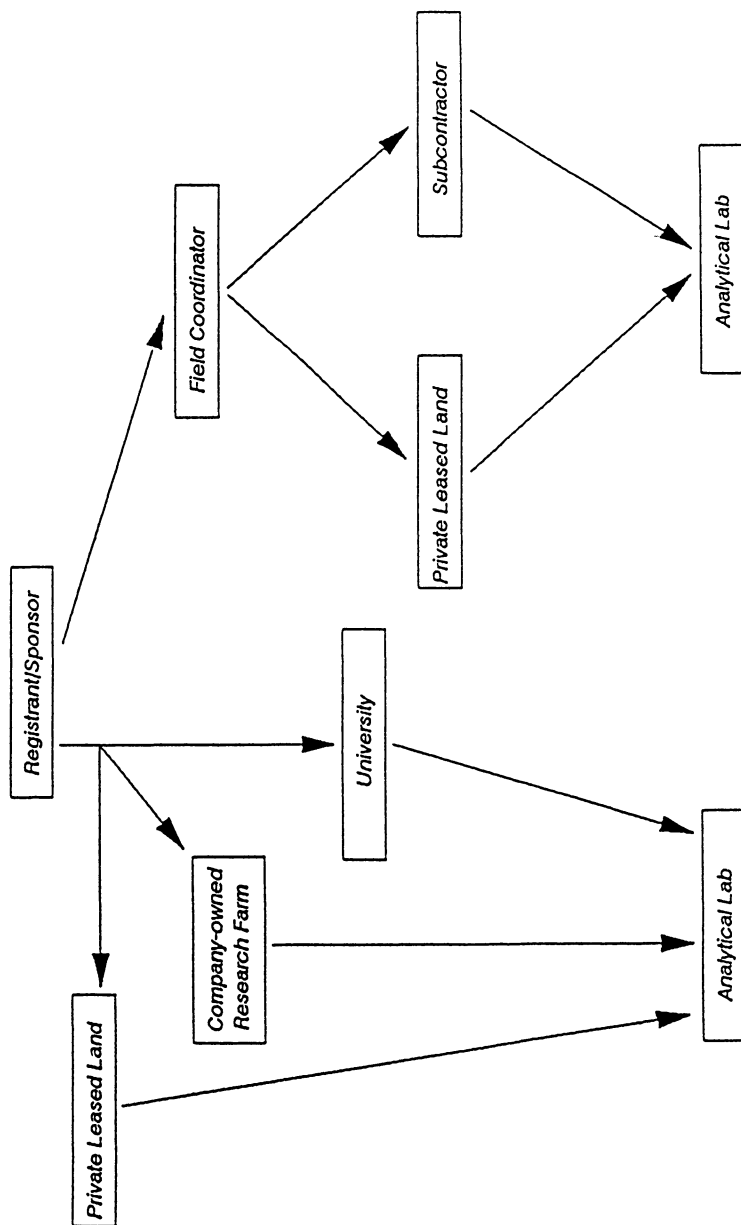 Registrant/Sponsor
Private Leased Land
Field Coordinator
Company-owned
Research Farm
University
Private Leased Land
Subcontractor
Analytical Lab
Analytical Lab